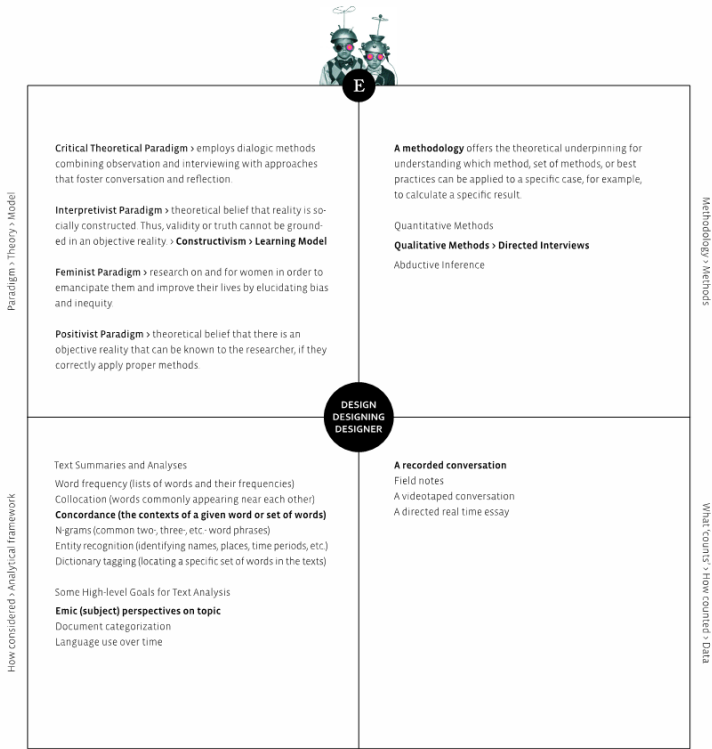 E
Critical Theoretical Paradigm > employs dialogic methods
combining observation and interviewing with approaches
that foster conversation and reflection.
Interpretivist Paradigm > theoretical belief that reality is so-
cially constructed. Thus, validity or truth cannot be ground-
ed in an objective reality. > Constructivism > Learning Model
Feminist Paradigm > research on and for women in order to
emancipate them and improve their lives by elucidating bias
and inequity.
Positivist Paradigm > theoretical belief that there is an
objective reality that can be known to the researcher, if they
correctly apply proper methods.
Paradigm > Theory > Model
A methodology offers the theoretical underpinning for
understanding which method, set of methods, or best
practices can be applied to a specific case, for example,
to calculate a specific result.
Quantitative Methods
Qualitative Methods > Directed Interviews
Abductive Inference
Methodology > Methods
DESIGN
DESIGNING
DESIGNER
Text Summaries and Analyses
Word frequency (lists of words and their frequencies)
Collocation (words commonly appearing near each other)
Concordance (the contexts of a given word or set of words)
N-grams (common two-, three-, etc.- word phrases)
Entity recognition (identifying names, places, time periods, etc.)
Dictionary tagging (locating a specific set of words in the texts)
Some High-level Goals for Text Analysis
Emic (subject) perspectives on topic
Document categorization
Language use over time
How considered > Analytical framework
A recorded conversation
Field notes
A videotaped conversation
A directed real time essay
What 'counts' > How counted > Data